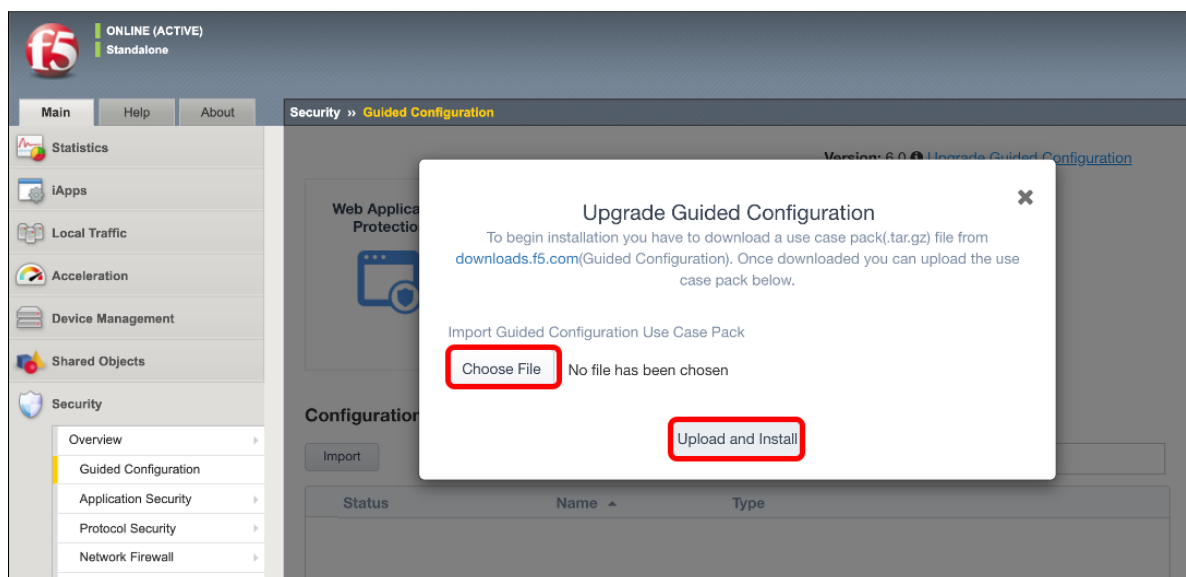 f5
ONLINE (ACTIVE)
Standalone
Main
Help
About
Security ›› Guided Configuration
Statistics
iApps
Local Traffic
Acceleration
Device Management
Shared Objects
Security
Overview
Guided Configuration
Application Security
Protocol Security
Network Firewall
Version: 6.0 Upgrade Guided Configuration
Web Applica
Protectio
Upgrade Guided Configuration
To begin installation you have to download a use case pack(.tar.gz) file from
downloads.f5.com(Guided Configuration). Once downloaded you can upload the use
case pack below.
Import Guided Configuration Use Case Pack
Choose File No file has been chosen
Upload and Install
Configuration
Import
Status Name Type